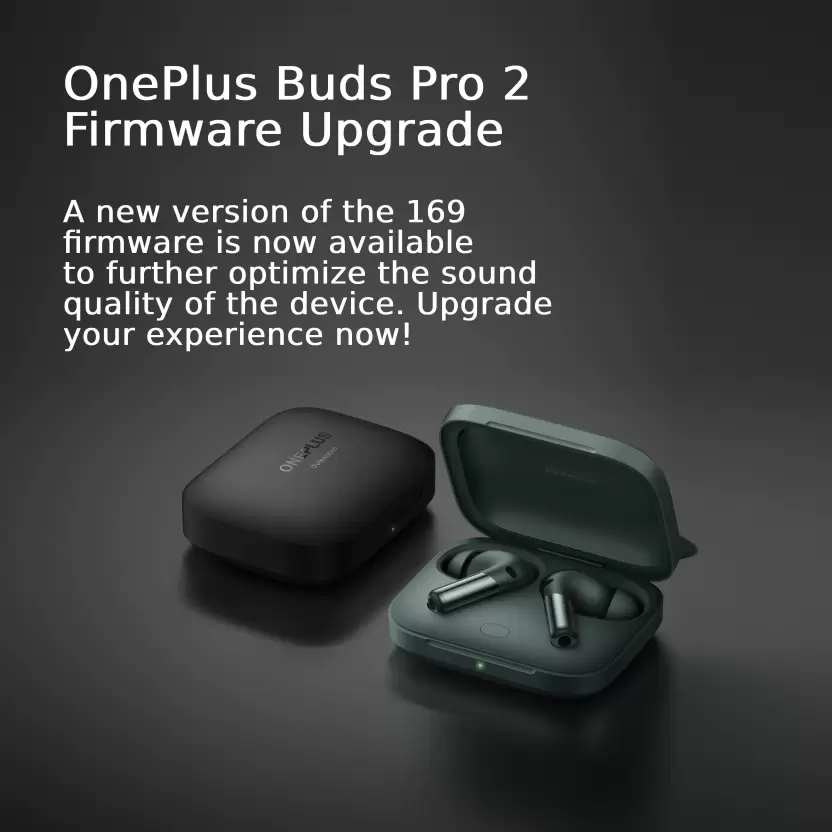 OnePlus Buds Pro 2
Firmware Upgrade
A new version of the 169
firmware is now available
to further optimize the sound
quality of the device. Upgrade
your experience now!
ONEPLUS